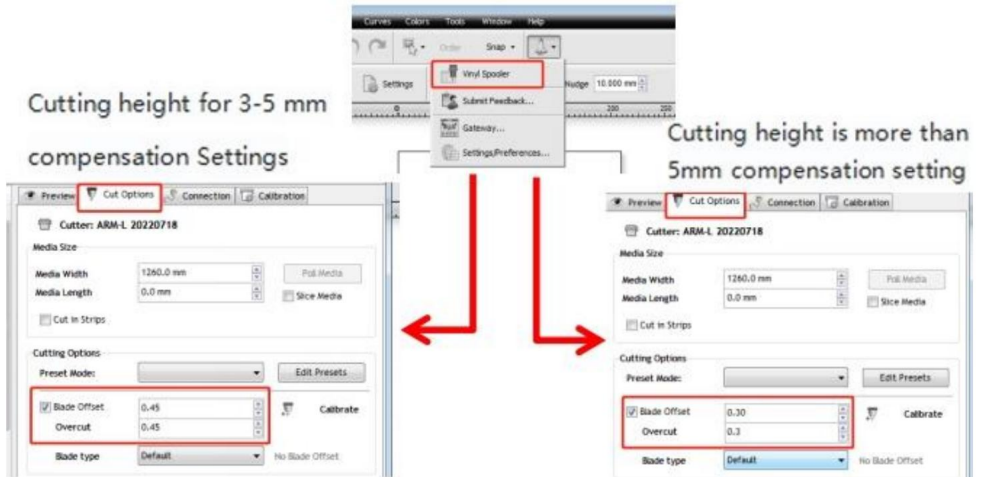 Curves Colors Tools Window Help
Order Snap
Vinyl Spooler
Settings
Nudge 10.000 mm
Submit Feedback...
0 200 250
Gateway...
Settings/Preferences...
Cutting height for 3-5 mm
compensation Settings
Cutting height is more than
5mm compensation setting
Preview Cut Options Connection Calibration
Cutter: ARM-L 20220718
Media Size
Media Width 1260.0 mm Poll Media
Media Length 0.0 mm Slice Media
Cut in Strips
Cutting Options
Preset Mode: Edit Presets
Blade Offset 0.45 Calibrate
Overcut 0.45
Blade type Default No Blade Offset
Preview Cut Options Connection Calibration
Cutter: ARM-L 20220718
Media Size
Media Width 1260.0 mm Poll Media
Media Length 0.0 mm Slice Media
Cut in Strips
Cutting Options
Preset Mode: Edit Presets
Blade Offset 0.30 Calibrate
Overcut 0.3
Blade type Default No Blade Offset